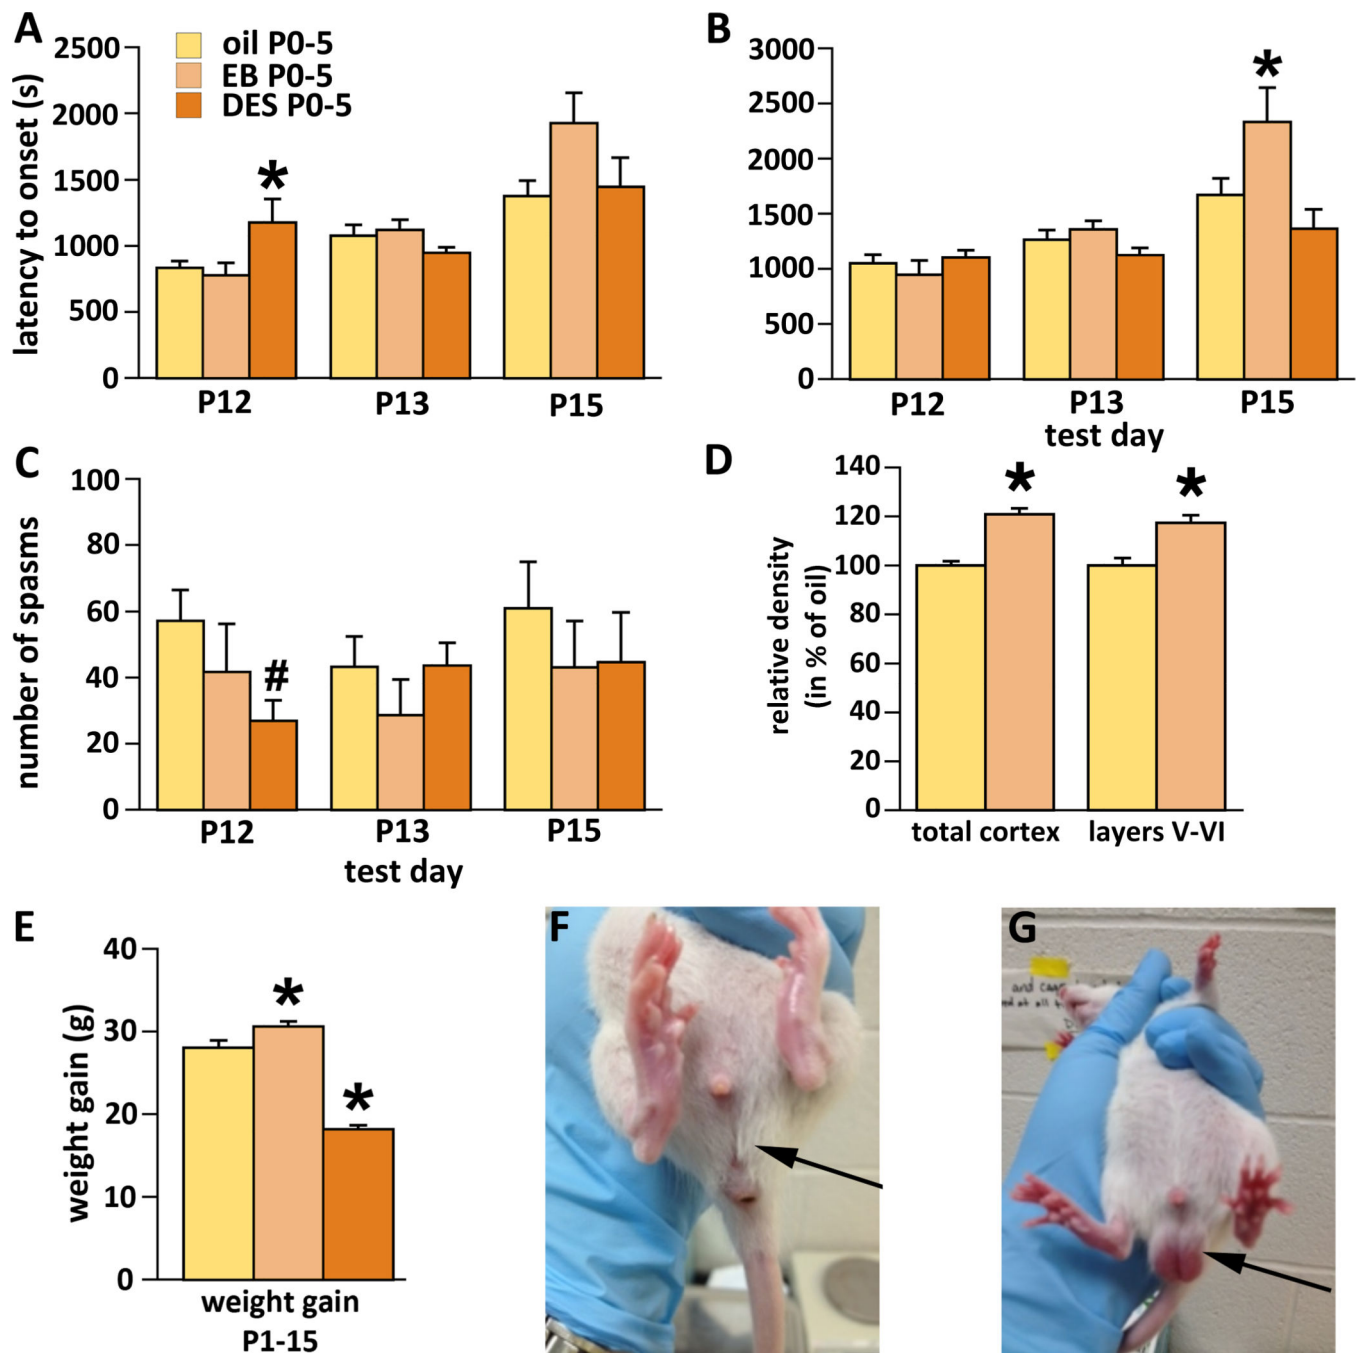 A
latency to onset (s)
2500
2000
1500
1000
500
0
oil P0-5
EB P0-5
DES P0-5
*
P12
P13
P15
B
3000
2500
2000
1500
1000
500
0
*
P12
P13
P15
test day
C
number of spasms
100
80
60
40
20
0
#
P12
P13
P15
test day
D
relative density
(in % of oil)
140
120
100
80
60
40
20
0
*
*
total cortex
layers V-VI
E
weight gain (g)
40
30
20
10
0
*
*
weight gain
P1-15
F
G
and
at all